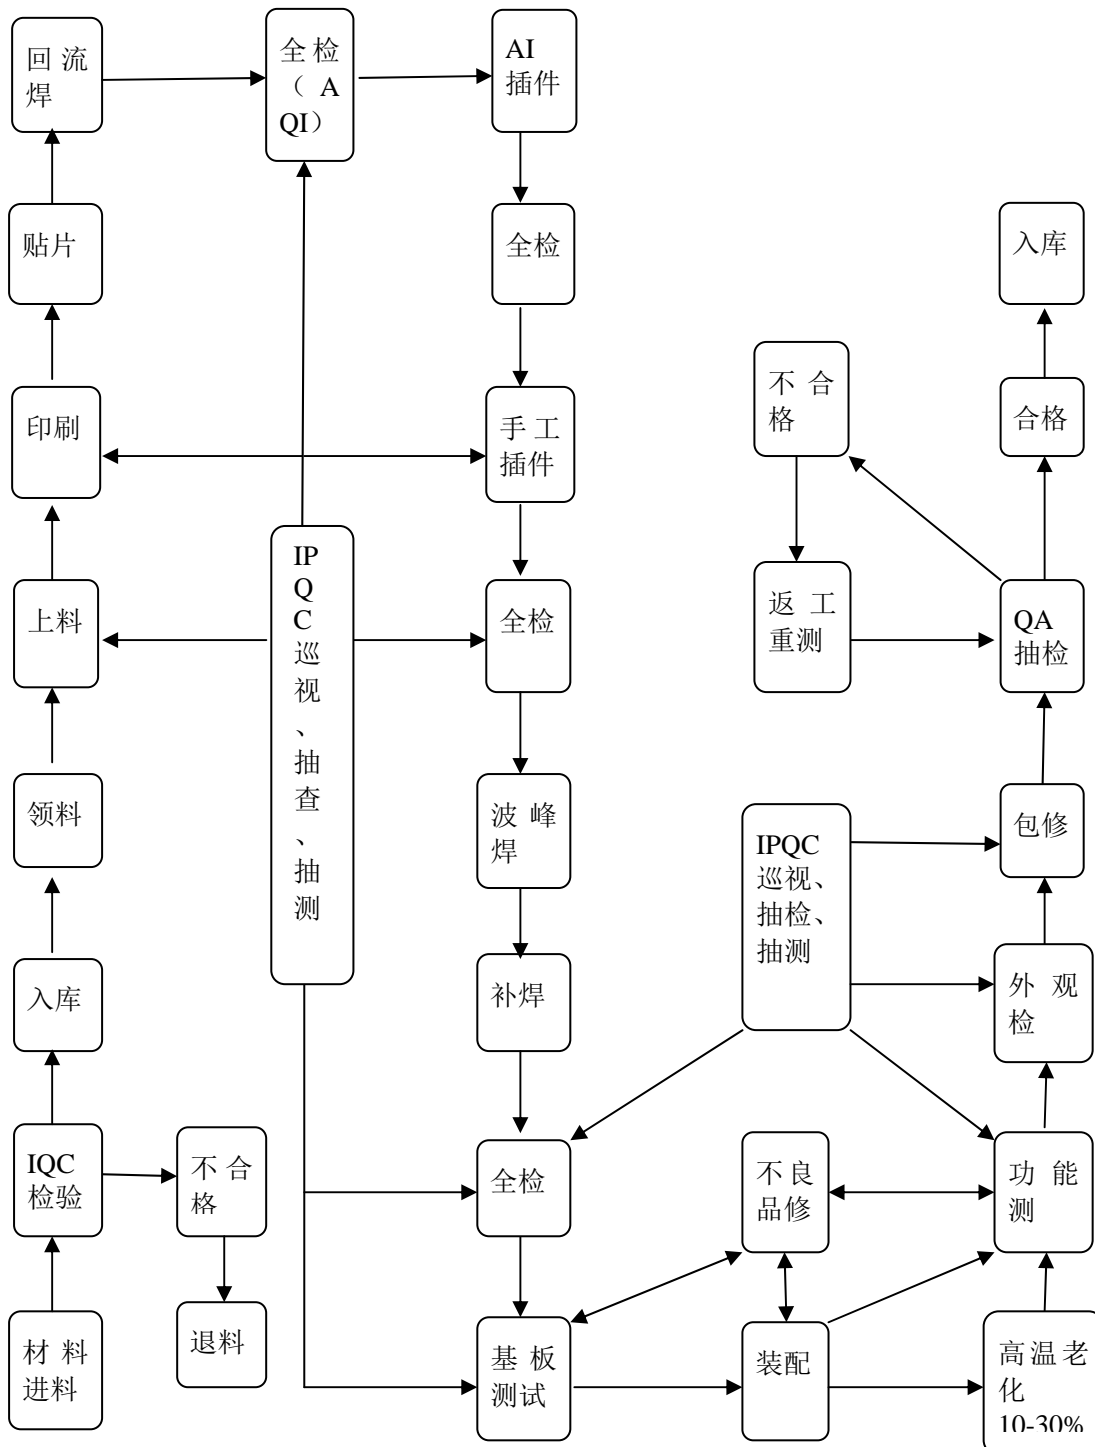 回流
焊
全检
（A
QI）
AI
插件
贴片
全检
入库
印刷
手工
插件
不合
格
合格
上料
IP
Q
C
巡
视
、
抽
查
、
抽
测
全检
返工
重测
QA
抽检
领料
波峰
焊
IPQC
巡视、
抽检、
抽测
包修
入库
补焊
外观
检
IQC
检验
不合
格
全检
不良
品修
功能
测
材料
进料
退料
基板
测试
装配
高温老
化
10-30%